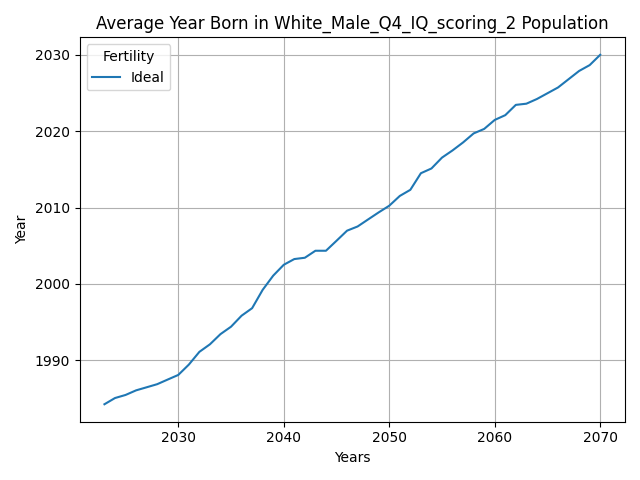 Average Year Born in White_Male_Q4_IQ_scoring_2 Population
Fertility
Ideal
Year
2030
2020
2010
2000
1990
2030 2040 2050 2060 2070
Years